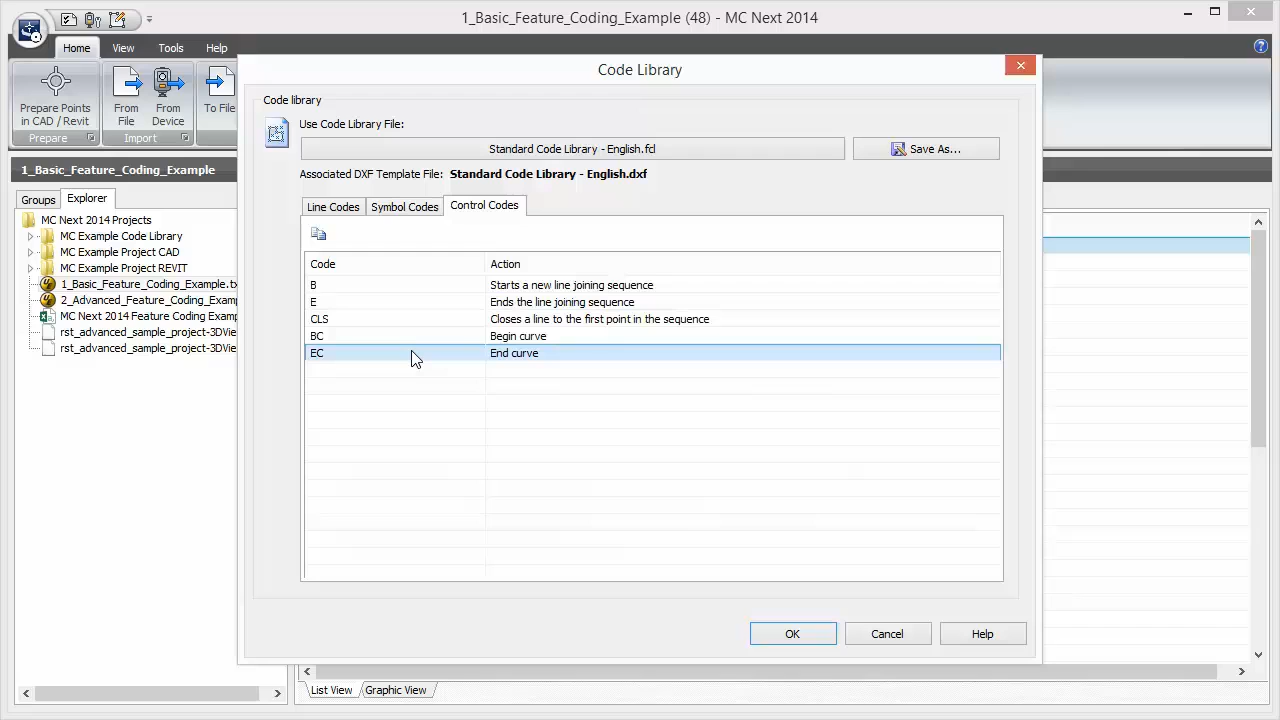 1_Basic_Feature_Coding_Example (48) - MC Next 2014
Home View Tools Help
Prepare Points in CAD / Revit
From File
From Device
To File
Prepare
Import
1_Basic_Feature_Coding_Example
Groups Explorer
MC Next 2014 Projects
MC Example Code Library
MC Example Project CAD
MC Example Project REVIT
1_Basic_Feature_Coding_Example.tx
2_Advanced_Feature_Coding_Examp
MC Next 2014 Feature Coding Examp
rst_advanced_sample_project-3DVie
rst_advanced_sample_project-3DVie
Code Library
Code library
Use Code Library File:
Standard Code Library - English.fcl
Save As...
Associated DXF Template File: Standard Code Library - English.dxf
Line Codes Symbol Codes Control Codes
Code Action
B Starts a new line joining sequence
E Ends the line joining sequence
CLS Closes a line to the first point in the sequence
BC Begin curve
EC End curve
OK Cancel Help
List View Graphic View